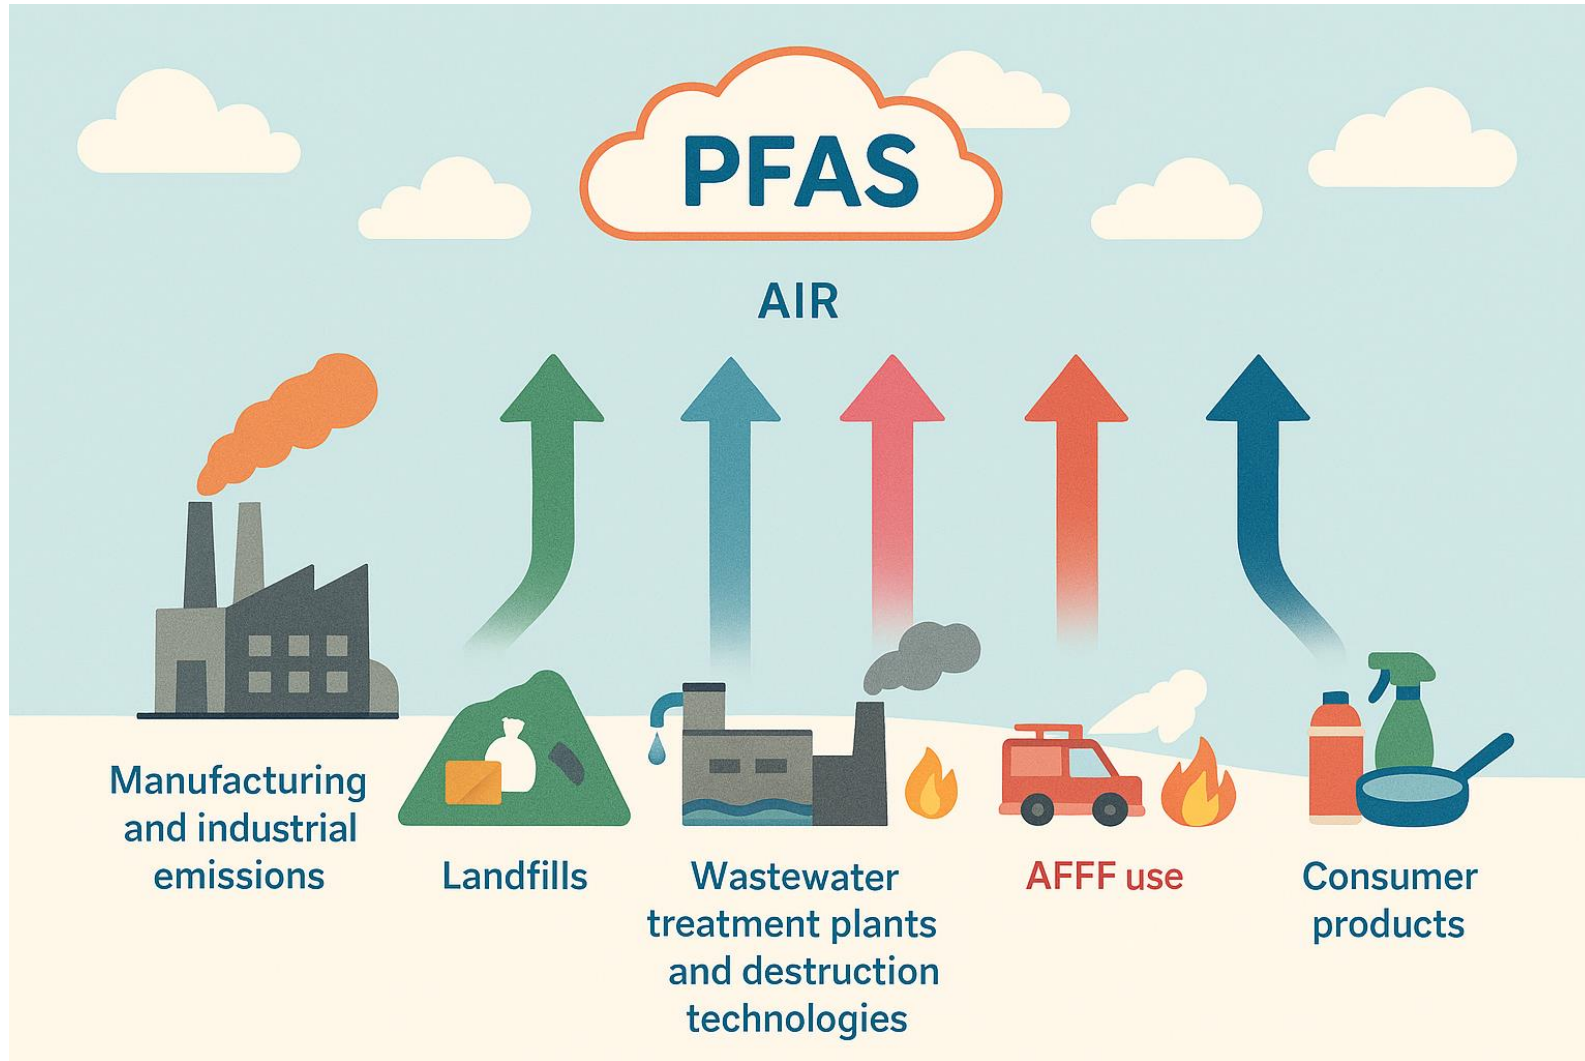 PFAS
AIR
Manufacturing
and industrial
emissions
Landfills
Wastewater
treatment plants
and destruction
technologies
AFFF use
Consumer
products